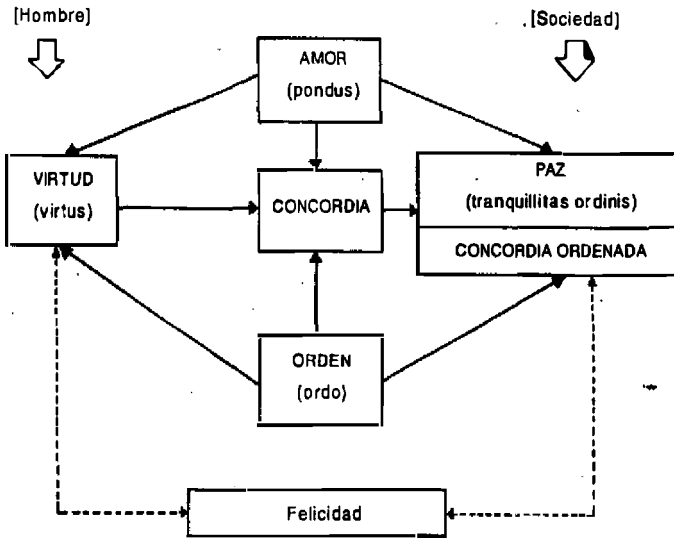 [Hombre]
[Sociedad]
AMOR
(pondus)
VIRTUD
(virtus)
CONCORDIA
PAZ
(tranquillitas ordinis)
CONCORDIA ORDENADA
ORDEN
(ordo)
Felicidad